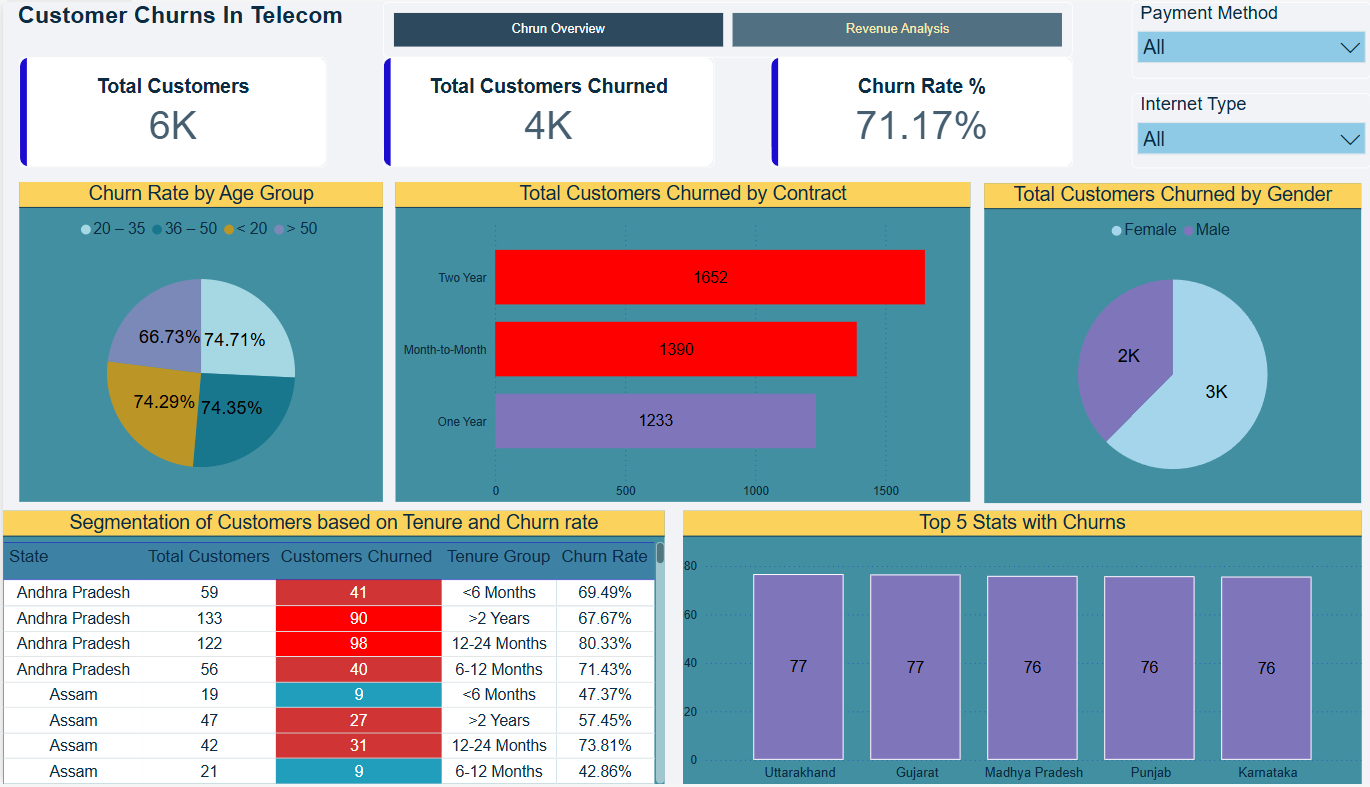 Customer Churns In Telecom
Chrun Overview
Revenue Analysis
Payment Method
All
Internet Type
All
Total Customers
6K
Total Customers Churned
4K
Churn Rate %
71.17%
Churn Rate by Age Group
20 – 35 36 – 50 < 20 > 50
66.73% 74.71%
74.29% 74.35%
Total Customers Churned by Contract
Two Year 1652
Month-to-Month 1390
One Year 1233
0 500 1000 1500
Total Customers Churned by Gender
Female Male
2K
3K
Segmentation of Customers based on Tenure and Churn rate
State Total Customers Customers Churned Tenure Group Churn Rate
Andhra Pradesh 59 41 <6 Months 69.49%
Andhra Pradesh 133 90 >2 Years 67.67%
Andhra Pradesh 122 98 12-24 Months 80.33%
Andhra Pradesh 56 40 6-12 Months 71.43%
Assam 19 9 <6 Months 47.37%
Assam 47 27 >2 Years 57.45%
Assam 42 31 12-24 Months 73.81%
Assam 21 9 6-12 Months 42.86%
Top 5 Stats with Churns
80
60
40
20
0
77 77 76 76 76
Uttarakhand Gujarat Madhya Pradesh Punjab Karnataka